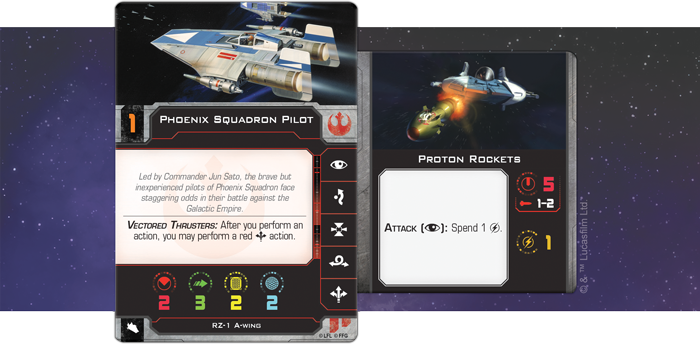 1
PHOENIX SQUADRON PILOT
Led by Commander Jun Sato, the brave but
inexperienced pilots of Phoenix Squadron face
staggering odds in their battle against the
Galactic Empire.
VECTORED THRUSTERS: After you perform an
action, you may perform a red action.
2 3 2 2
RZ-1 A-WING
©LFL ©FFG
PROTON ROCKETS
ATTACK [ ]: Spend 1 .
5
1-2
1
© & ™ Lucasfilm Ltd.